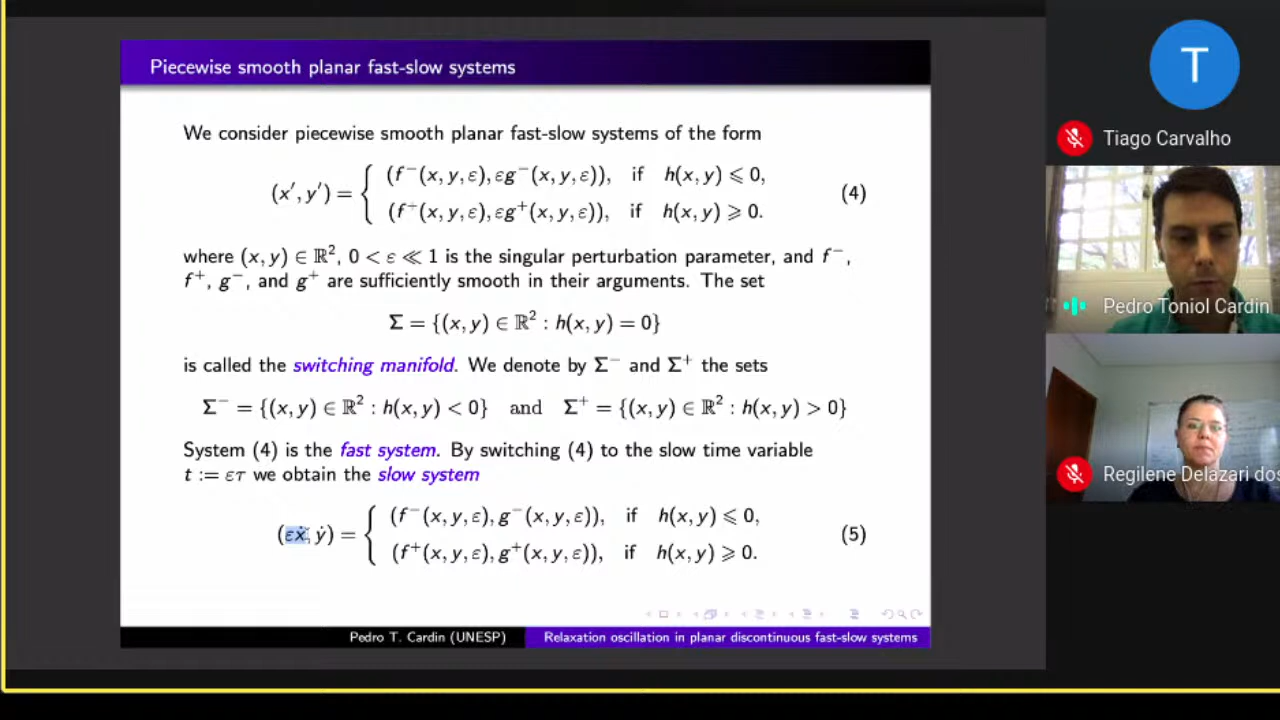 Piecewise smooth planar fast-slow systems
We consider piecewise smooth planar fast-slow systems of the form
(x′, y′) = { (f⁻(x, y, ε), εg⁻(x, y, ε)), if h(x, y) ⩽ 0,
(f⁺(x, y, ε), εg⁺(x, y, ε)), if h(x, y) ⩾ 0. (4)
where (x, y) ∈ ℝ², 0 < ε ≪ 1 is the singular perturbation parameter, and f⁻,
f⁺, g⁻, and g⁺ are sufficiently smooth in their arguments. The set
Σ = {(x, y) ∈ ℝ² : h(x, y) = 0}
is called the switching manifold. We denote by Σ⁻ and Σ⁺ the sets
Σ⁻ = {(x, y) ∈ ℝ² : h(x, y) < 0} and Σ⁺ = {(x, y) ∈ ℝ² : h(x, y) > 0}
System (4) is the fast system. By switching (4) to the slow time variable
t := ετ we obtain the slow system
(εẋ, ẏ) = { (f⁻(x, y, ε), g⁻(x, y, ε)), if h(x, y) ⩽ 0,
(f⁺(x, y, ε), g⁺(x, y, ε)), if h(x, y) ⩾ 0. (5)
Pedro T. Cardin (UNESP) Relaxation oscillation in planar discontinuous fast-slow systems
T
Tiago Carvalho
Pedro Toniol Cardin
Regilene Delazari dos